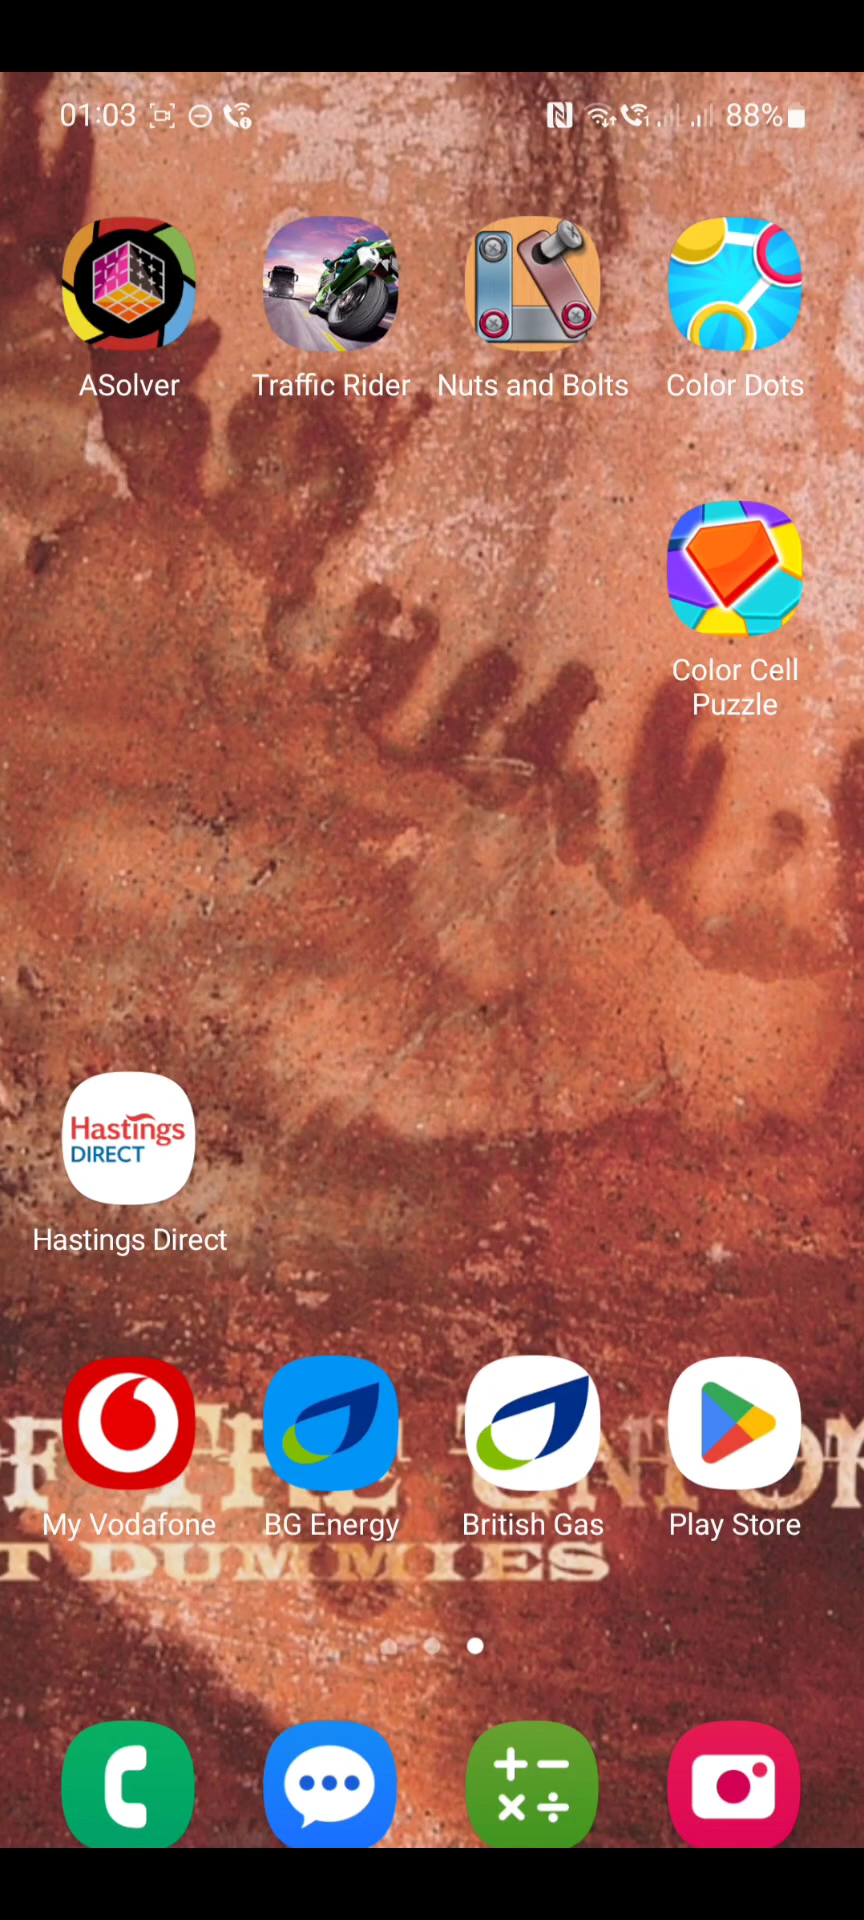 01:03
88%
ASolver
Traffic Rider
Nuts and Bolts
Color Dots
Color Cell
Puzzle
Hastings
DIRECT
Hastings Direct
My Vodafone
BG Energy
British Gas
Play Store
DUMMIES